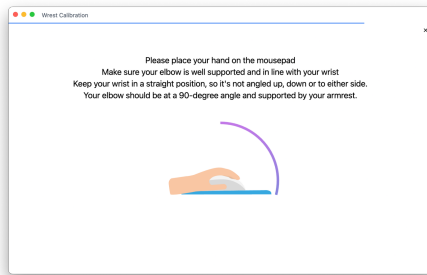 Wrest Calibration
×
Please place your hand on the mousepad
Make sure your elbow is well supported and in line with your wrist
Keep your wrist in a straight position, so it's not angled up, down or to either side.
Your elbow should be at a 90-degree angle and supported by your armrest.